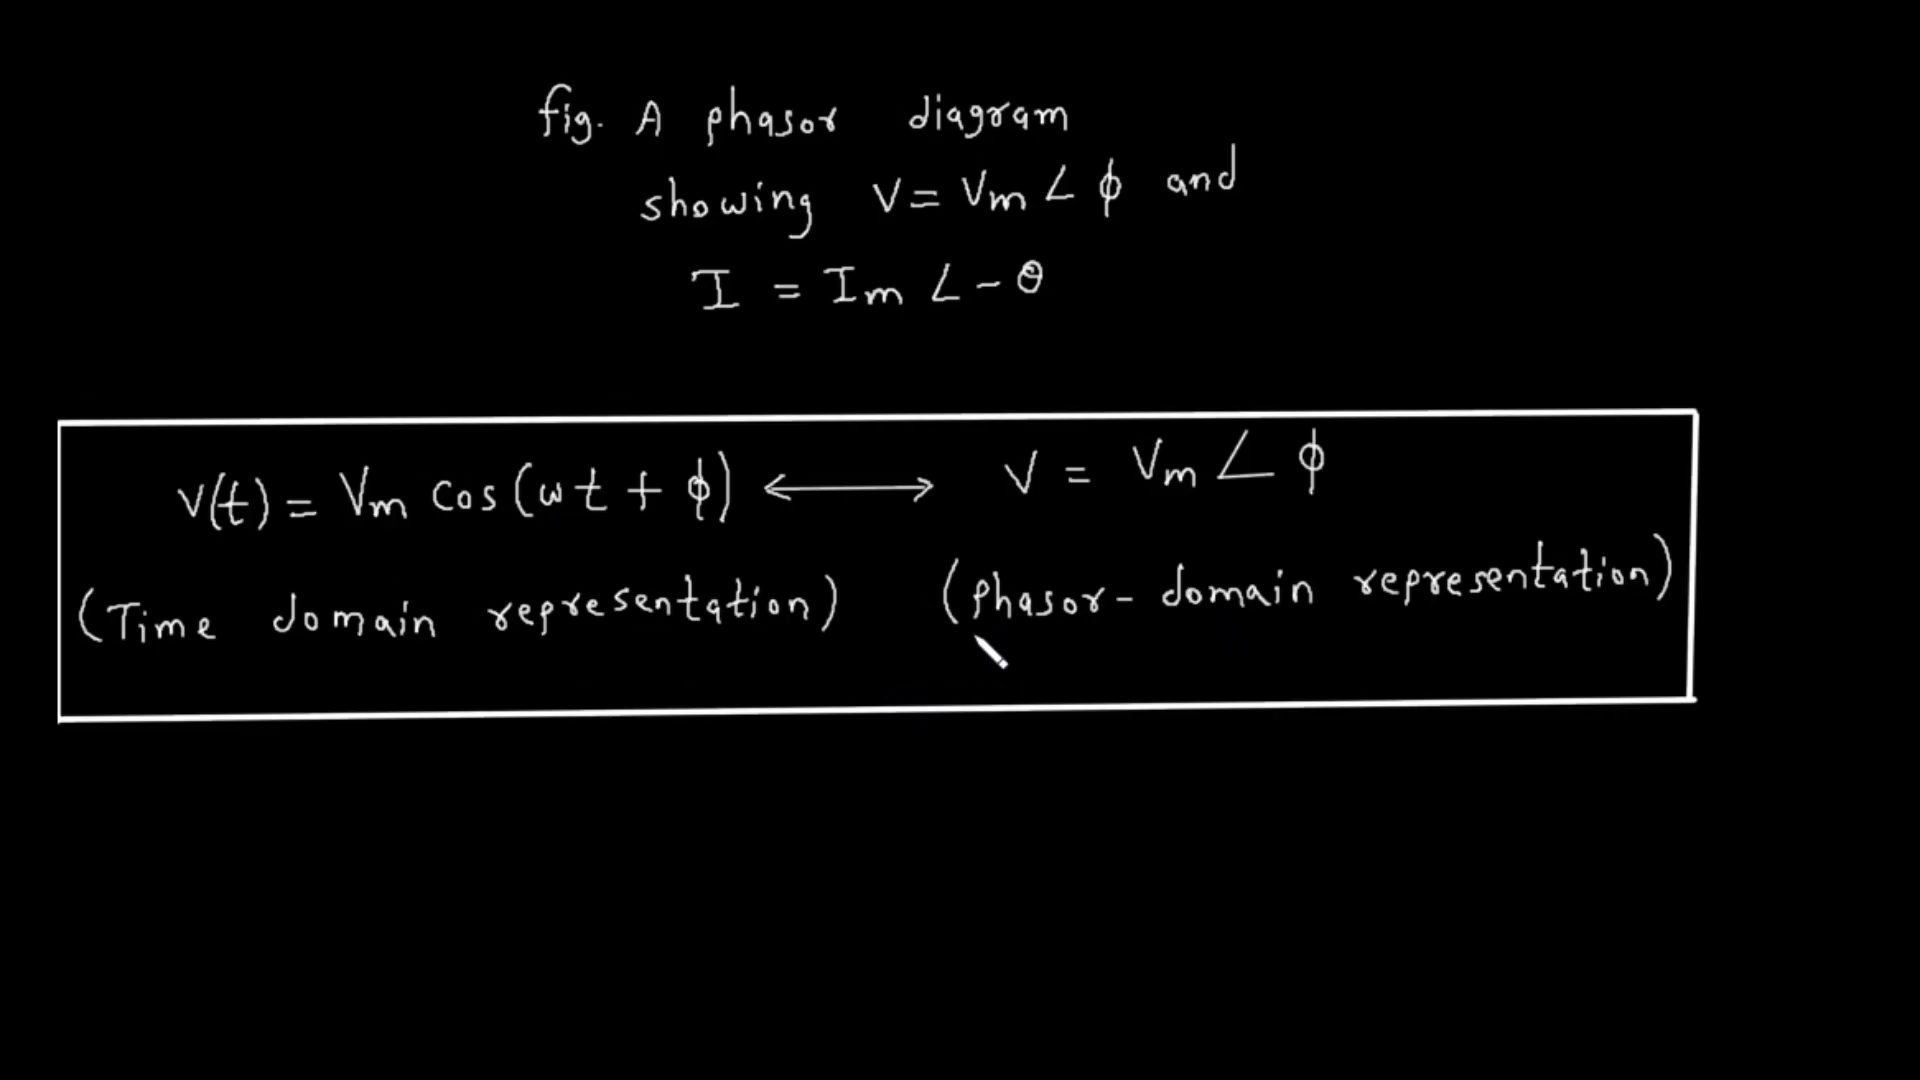 fig. A phasor diagram
showing V = Vm ∠ ϕ and
I = Im ∠ - θ
V(t) = Vm cos(ωt + ϕ) ⟷ V = Vm ∠ ϕ
(Time domain representation) (phasor - domain representation)